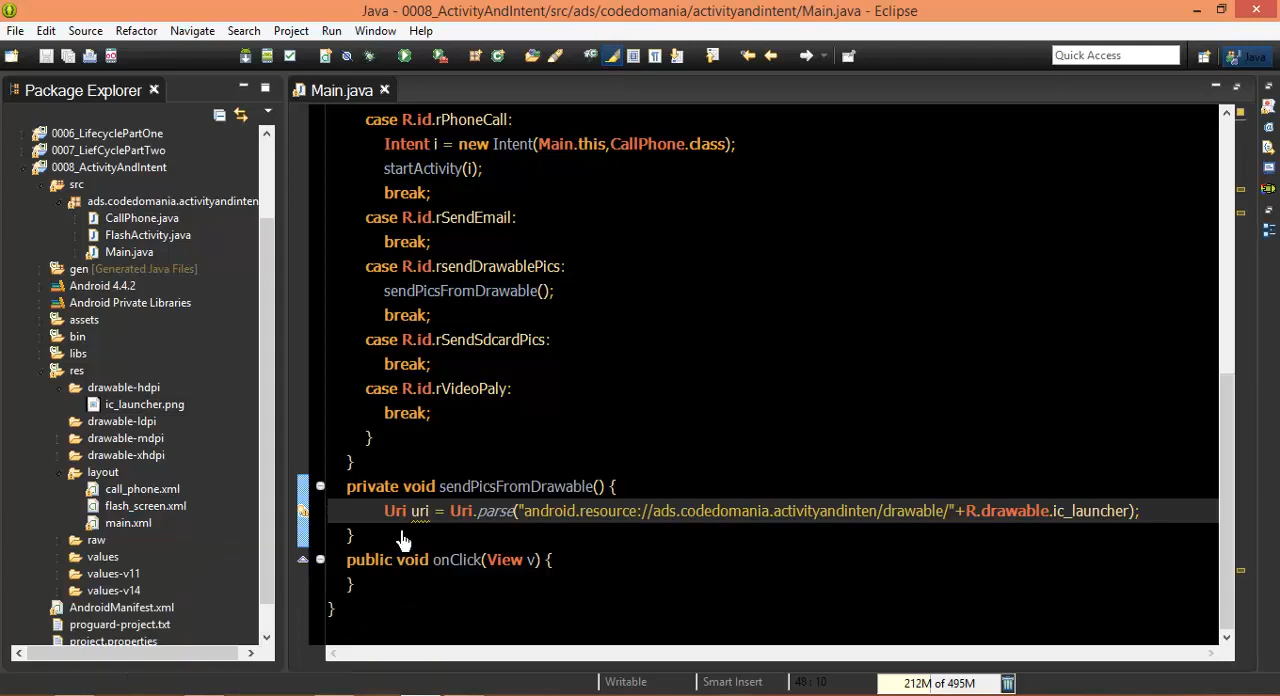 Java - 0008_ActivityAndIntent/src/ads/codedomania/activityandintent/Main.java - Eclipse
File Edit Source Refactor Navigate Search Project Run Window Help
Quick Access
Java
Package Explorer
Main.java
0006_LifecyclePartOne
0007_LiefCyclePartTwo
0008_ActivityAndIntent
src
ads.codedomania.activityandinten
CallPhone.java
FlashActivity.java
Main.java
gen [Generated Java Files]
Android 4.4.2
Android Private Libraries
assets
bin
libs
res
drawable-hdpi
ic_launcher.png
drawable-ldpi
drawable-mdpi
drawable-xhdpi
layout
call_phone.xml
flash_screen.xml
main.xml
raw
values
values-v11
values-v14
AndroidManifest.xml
proguard-project.txt
project.properties
case R.id.rPhoneCall:
Intent i = new Intent(Main.this,CallPhone.class);
startActivity(i);
break;
case R.id.rSendEmail:
break;
case R.id.rsendDrawablePics:
sendPicsFromDrawable();
break;
case R.id.rSendSdcardPics:
break;
case R.id.rVideoPaly:
break;
}
}
private void sendPicsFromDrawable() {
Uri uri = Uri.parse("android.resource://ads.codedomania.activityandinten/drawable/"+R.drawable.ic_launcher);
}
public void onClick(View v) {
}
}
Writable
Smart Insert
48 : 10
212M of 495M